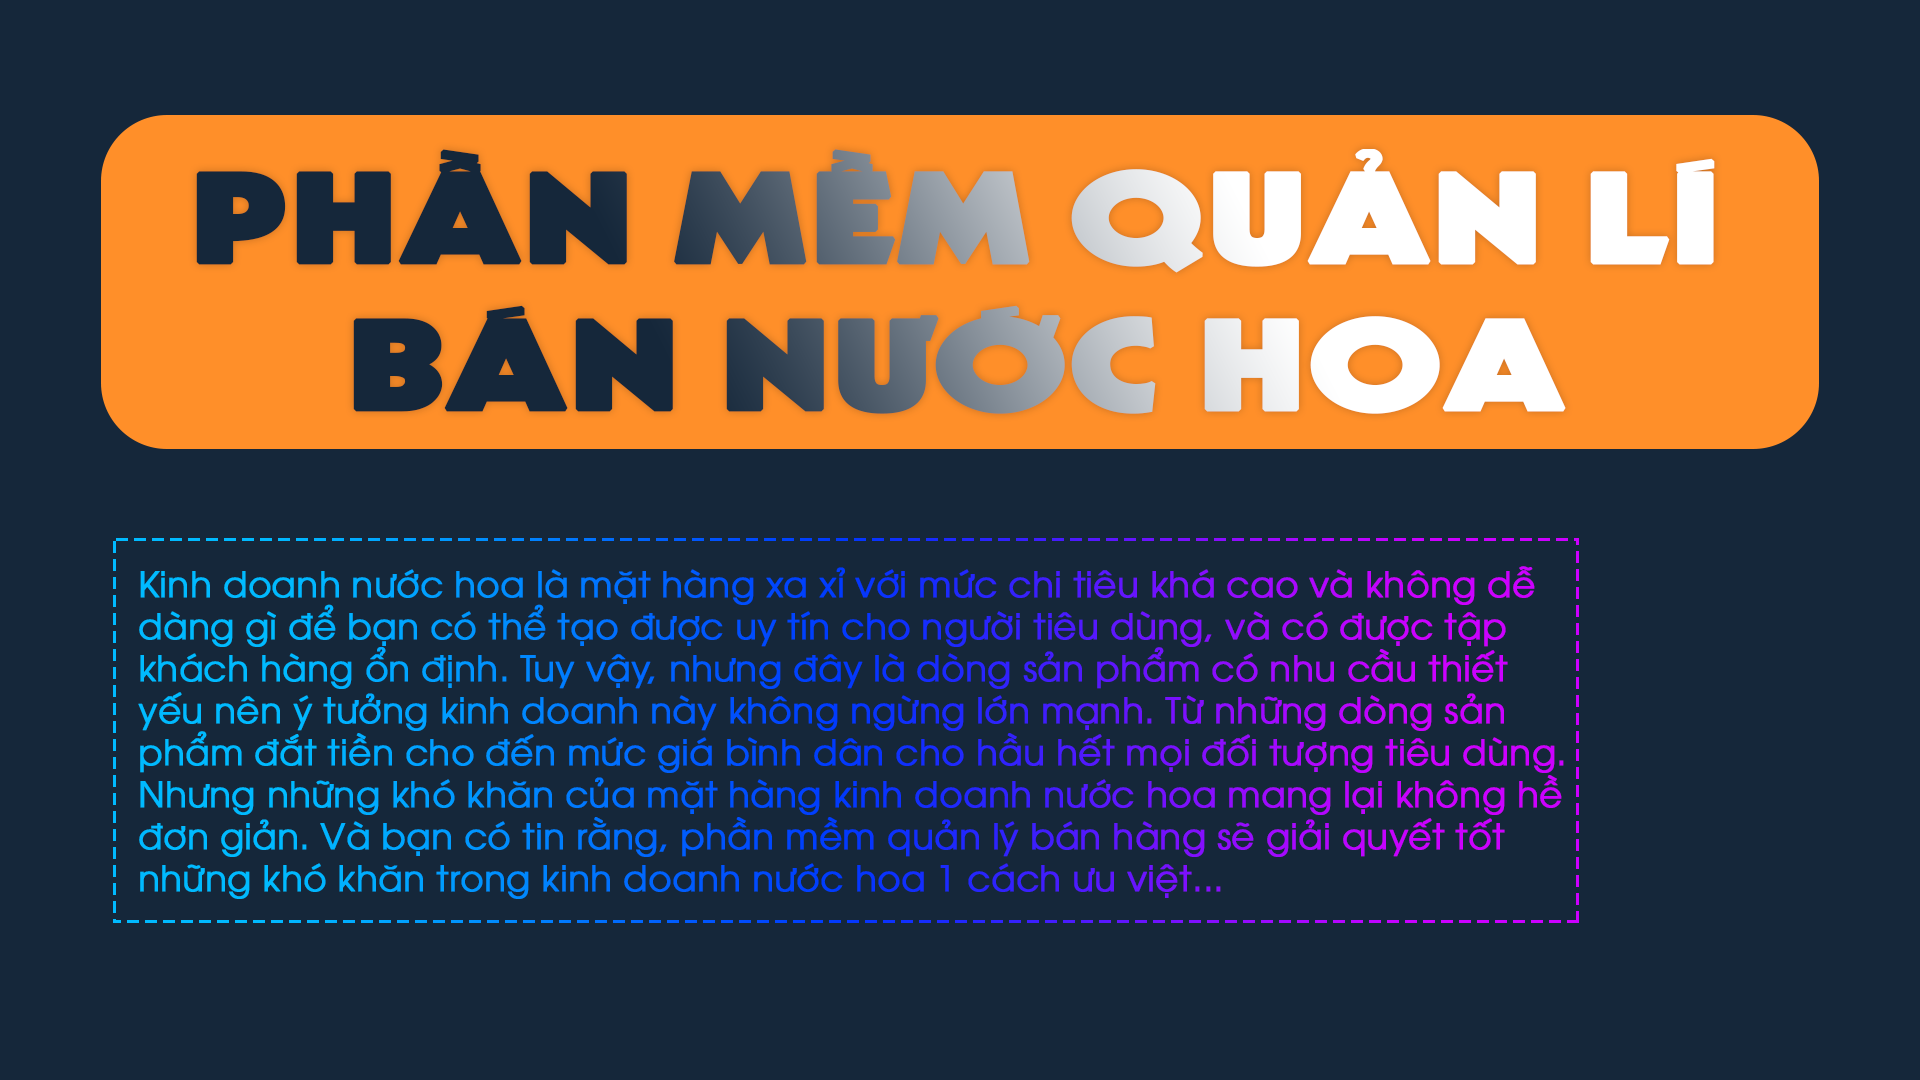 PHẦN MỀM QUẢN LÍ
BÁN NƯỚC HOA
Kinh doanh nước hoa là mặt hàng xa xỉ với mức chi tiêu khá cao và không dễ
dàng gì để bạn có thể tạo được uy tín cho người tiêu dùng, và có được tập
khách hàng ổn định. Tuy vậy, nhưng đây là dòng sản phẩm có nhu cầu thiết
yếu nên ý tưởng kinh doanh này không ngừng lớn mạnh. Từ những dòng sản
phẩm đắt tiền cho đến mức giá bình dân cho hầu hết mọi đối tượng tiêu dùng.
Nhưng những khó khăn của mặt hàng kinh doanh nước hoa mang lại không hề
đơn giản. Và bạn có tin rằng, phần mềm quản lý bán hàng sẽ giải quyết tốt
những khó khăn trong kinh doanh nước hoa 1 cách ưu việt...